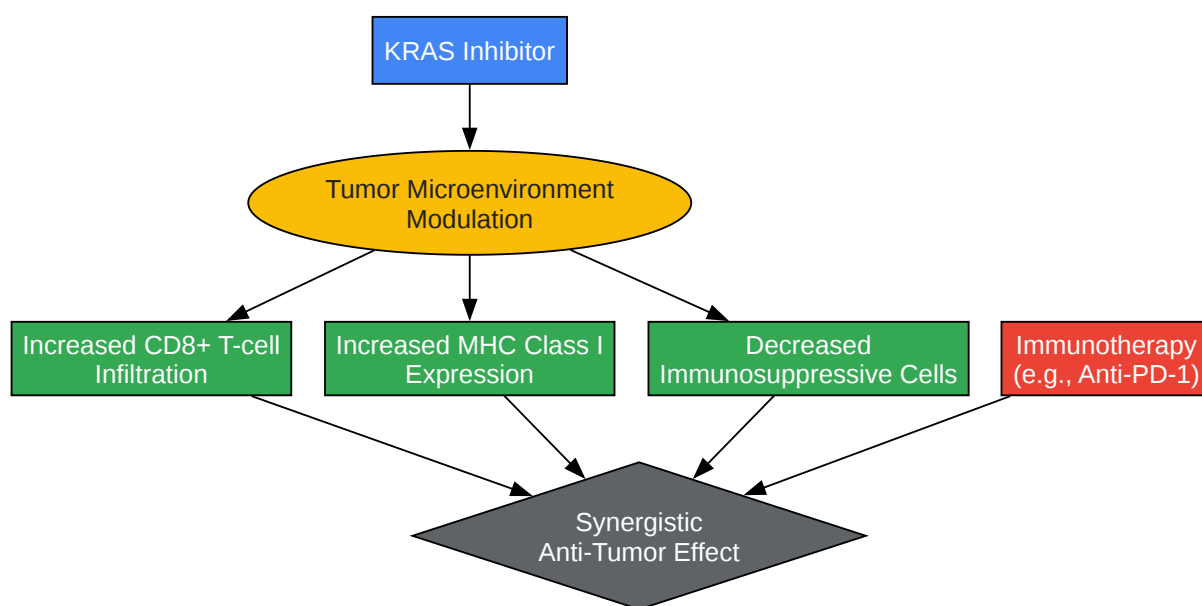 KRAS Inhibitor
Tumor Microenvironment
Modulation
Increased CD8+ T-cell
Infiltration
Increased MHC Class I
Expression
Decreased
Immunosuppressive Cells
Immunotherapy
(e.g., Anti-PD-1)
Synergistic
Anti-Tumor Effect